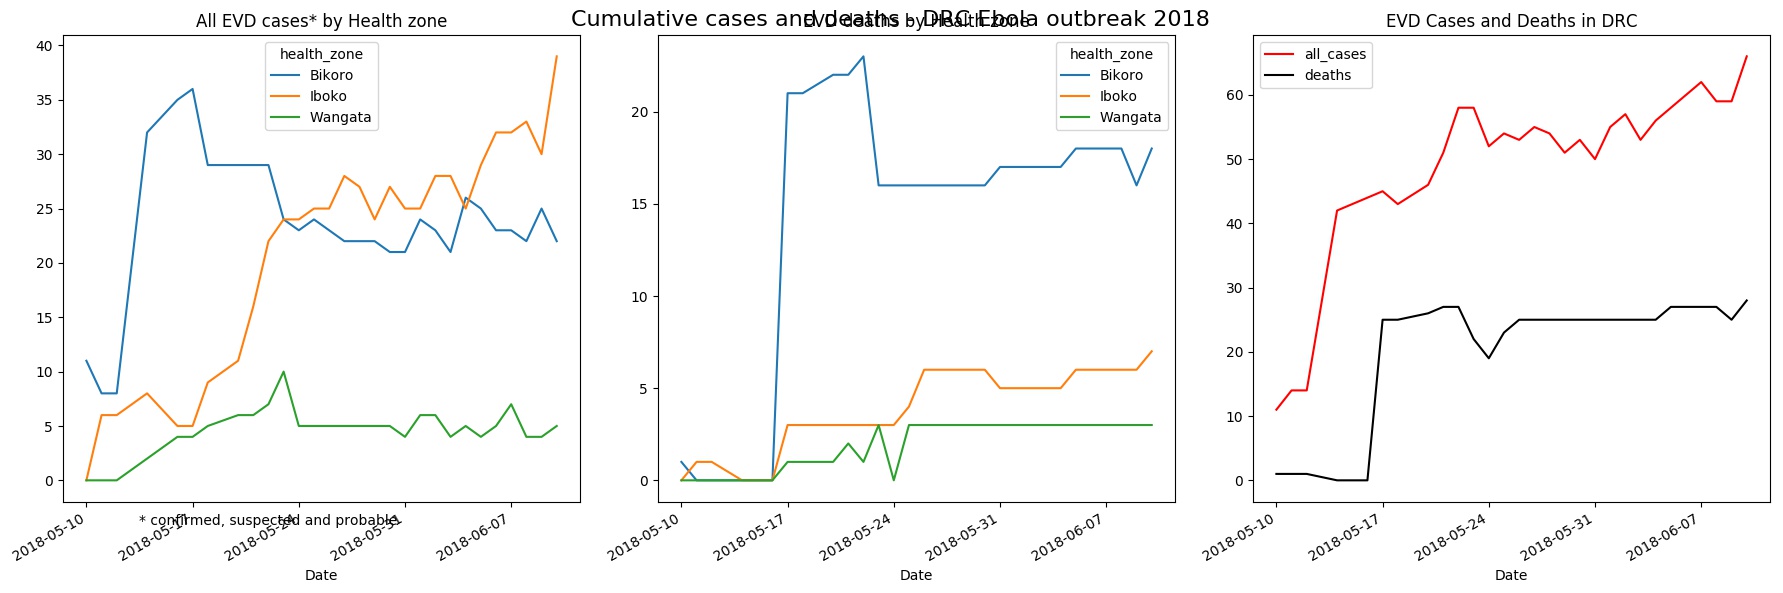 Cumulative cases and deaths - DRC Ebola outbreak 2018
All EVD cases* by Health zone
40
35
30
25
20
15
10
5
0
health_zone
Bikoro
Iboko
Wangata
2018-05-10
2018-05-17
2018-05-24
2018-05-31
2018-06-07
* confirmed, suspected and probable
Date
EVD deaths by Health zone
20
15
10
5
0
health_zone
Bikoro
Iboko
Wangata
2018-05-10
2018-05-17
2018-05-24
2018-05-31
2018-06-07
Date
EVD Cases and Deaths in DRC
60
50
40
30
20
10
0
all_cases
deaths
2018-05-10
2018-05-17
2018-05-24
2018-05-31
2018-06-07
Date